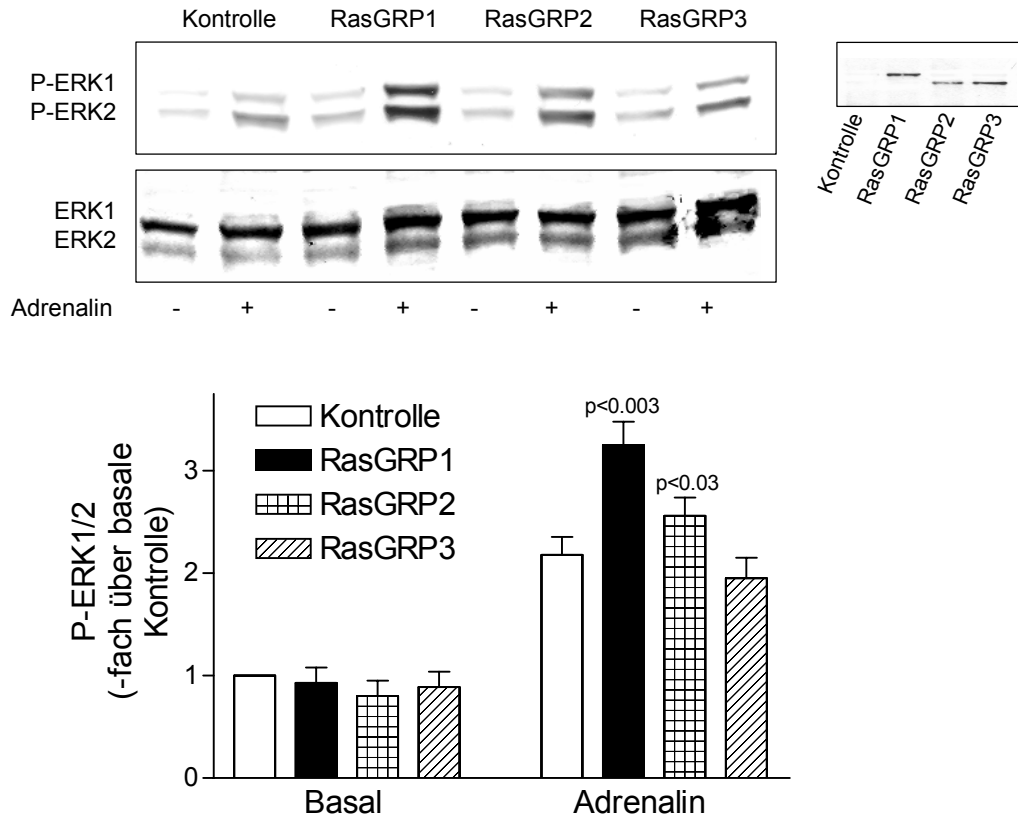 Kontrolle RasGRP1 RasGRP2 RasGRP3
P-ERK1
P-ERK2
ERK1
ERK2
Adrenalin - + - + - + - +
Kontrolle
RasGRP1
RasGRP2
RasGRP3
P-ERK1/2
(-fach über basale
Kontrolle)
3
2
1
0
Kontrolle
RasGRP1
RasGRP2
RasGRP3
p<0.003
p<0.03
Basal Adrenalin